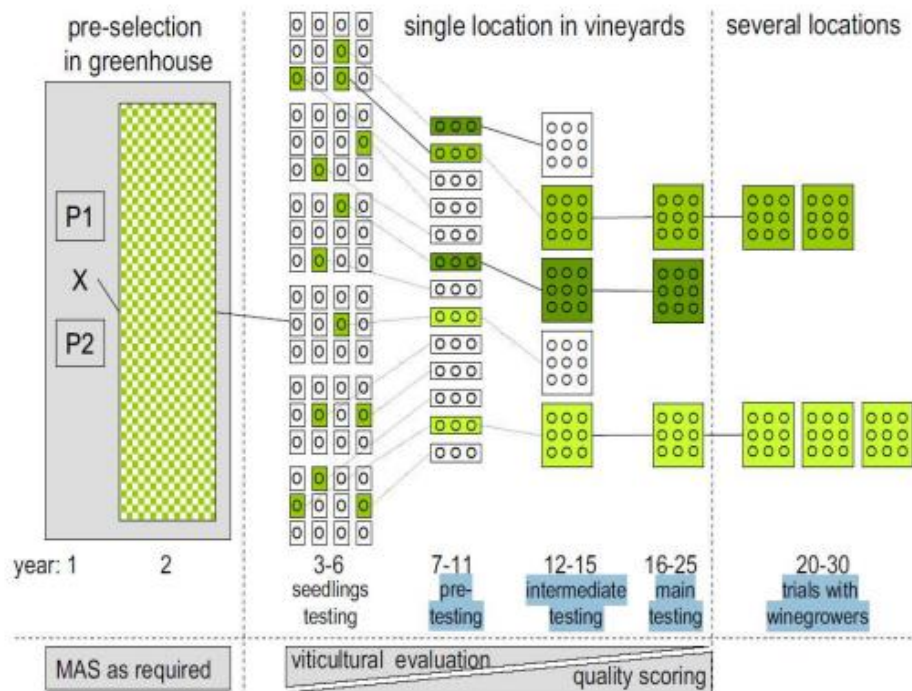 pre-selection
in greenhouse
single location in vineyards
several locations
P1
X
P2
year: 1
2
3-6
seedlings
testing
7-11
pre-
testing
12-15
intermediate
testing
16-25
main
testing
20-30
trials with
winegrowers
MAS as required
viticultural evaluation
quality scoring